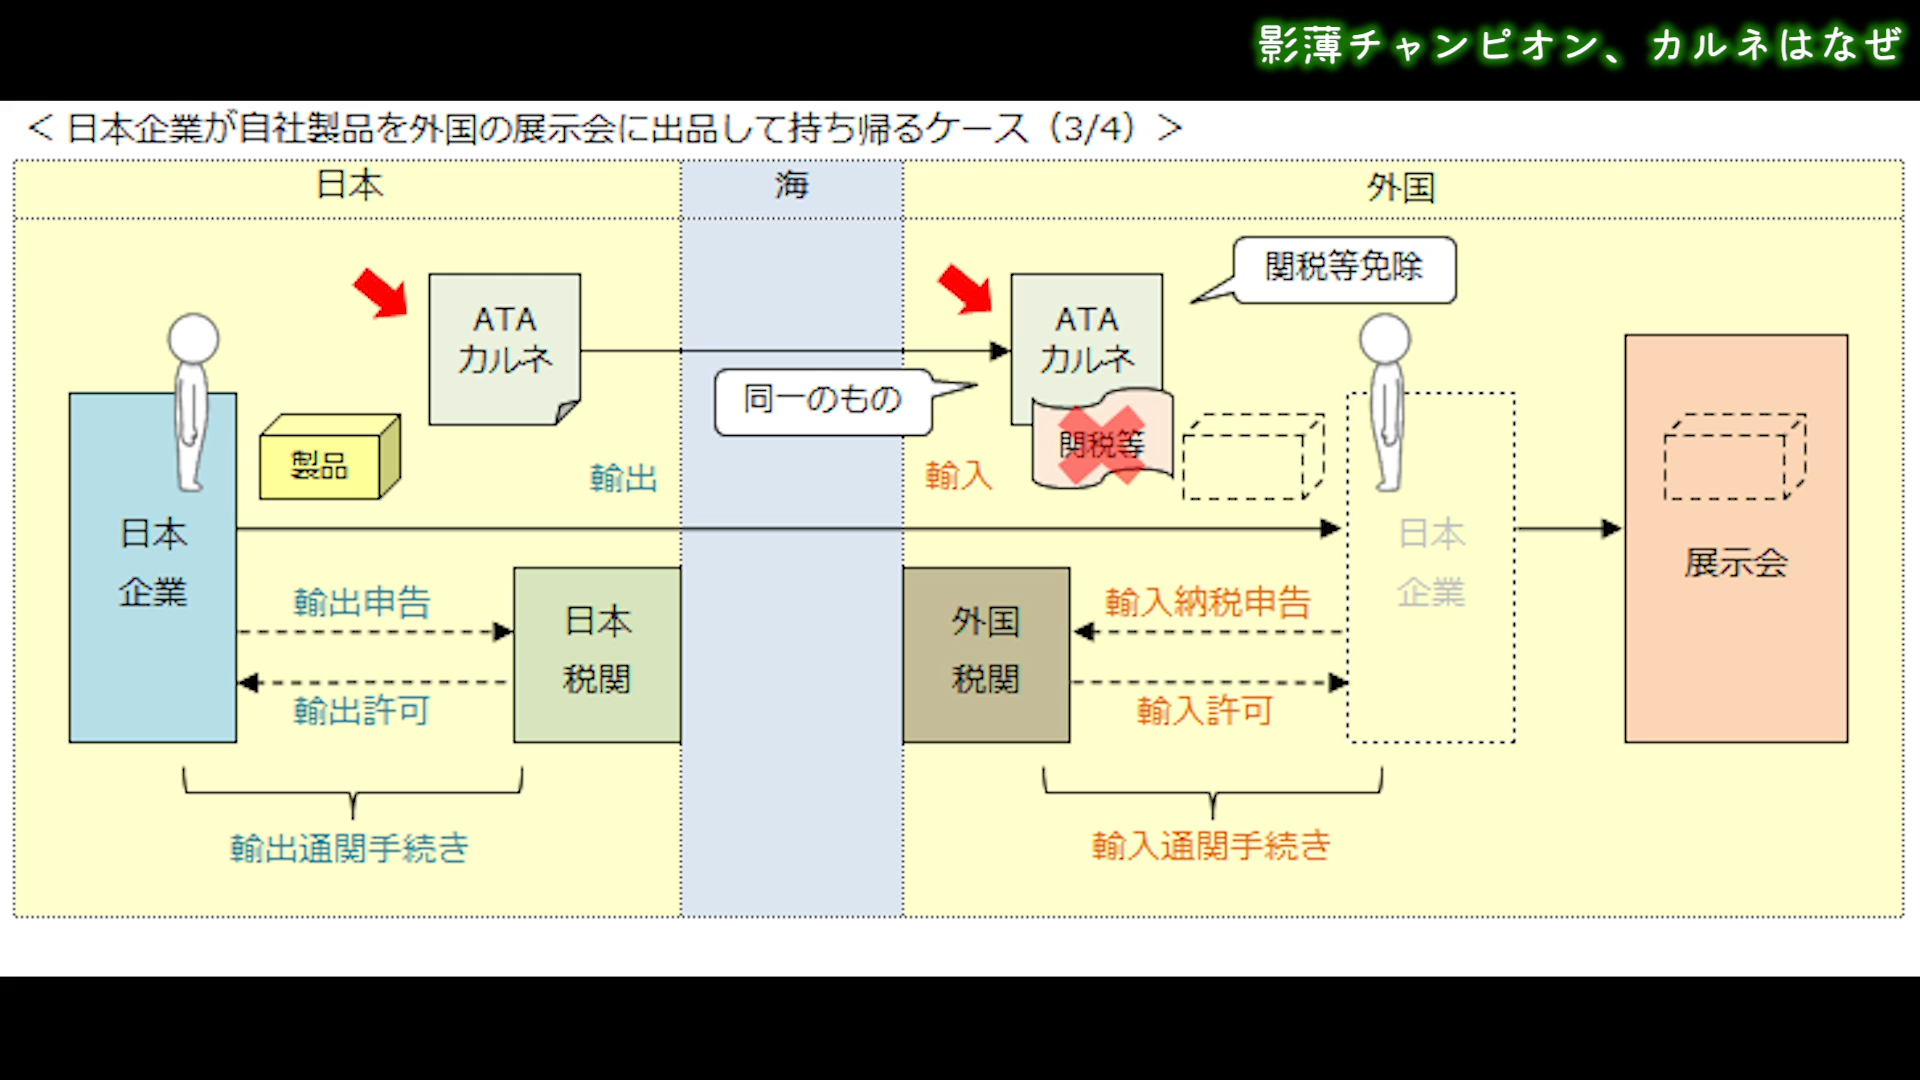 影薄チャンピオン、カルネはなぜ
＜ 日本企業が自社製品を外国の展示会に出品して持ち帰るケース（3/4）＞
日本
海
外国
関税等免除
ATA
カルネ
ATA
カルネ
同一のもの
関税等
製品
輸出
輸入
日本
企業
日本
企業
展示会
輸出申告
輸出許可
日本
税関
外国
税関
輸入納税申告
輸入許可
輸出通関手続き
輸入通関手続き